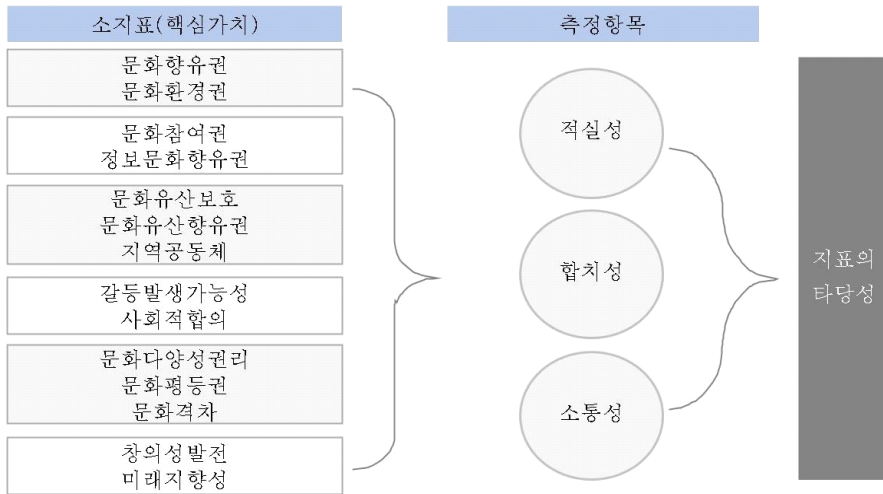 소지표(핵심가치)
문화향유권
문화환경권
문화참여권
정보문화향유권
문화유산보호
문화유산향유권
지역공동체
갈등발생가능성
사회적합의
문화다양성권리
문화평등권
문화격차
창의성발전
미래지향성
측정항목
적실성
합치성
소통성
지표의
타당성